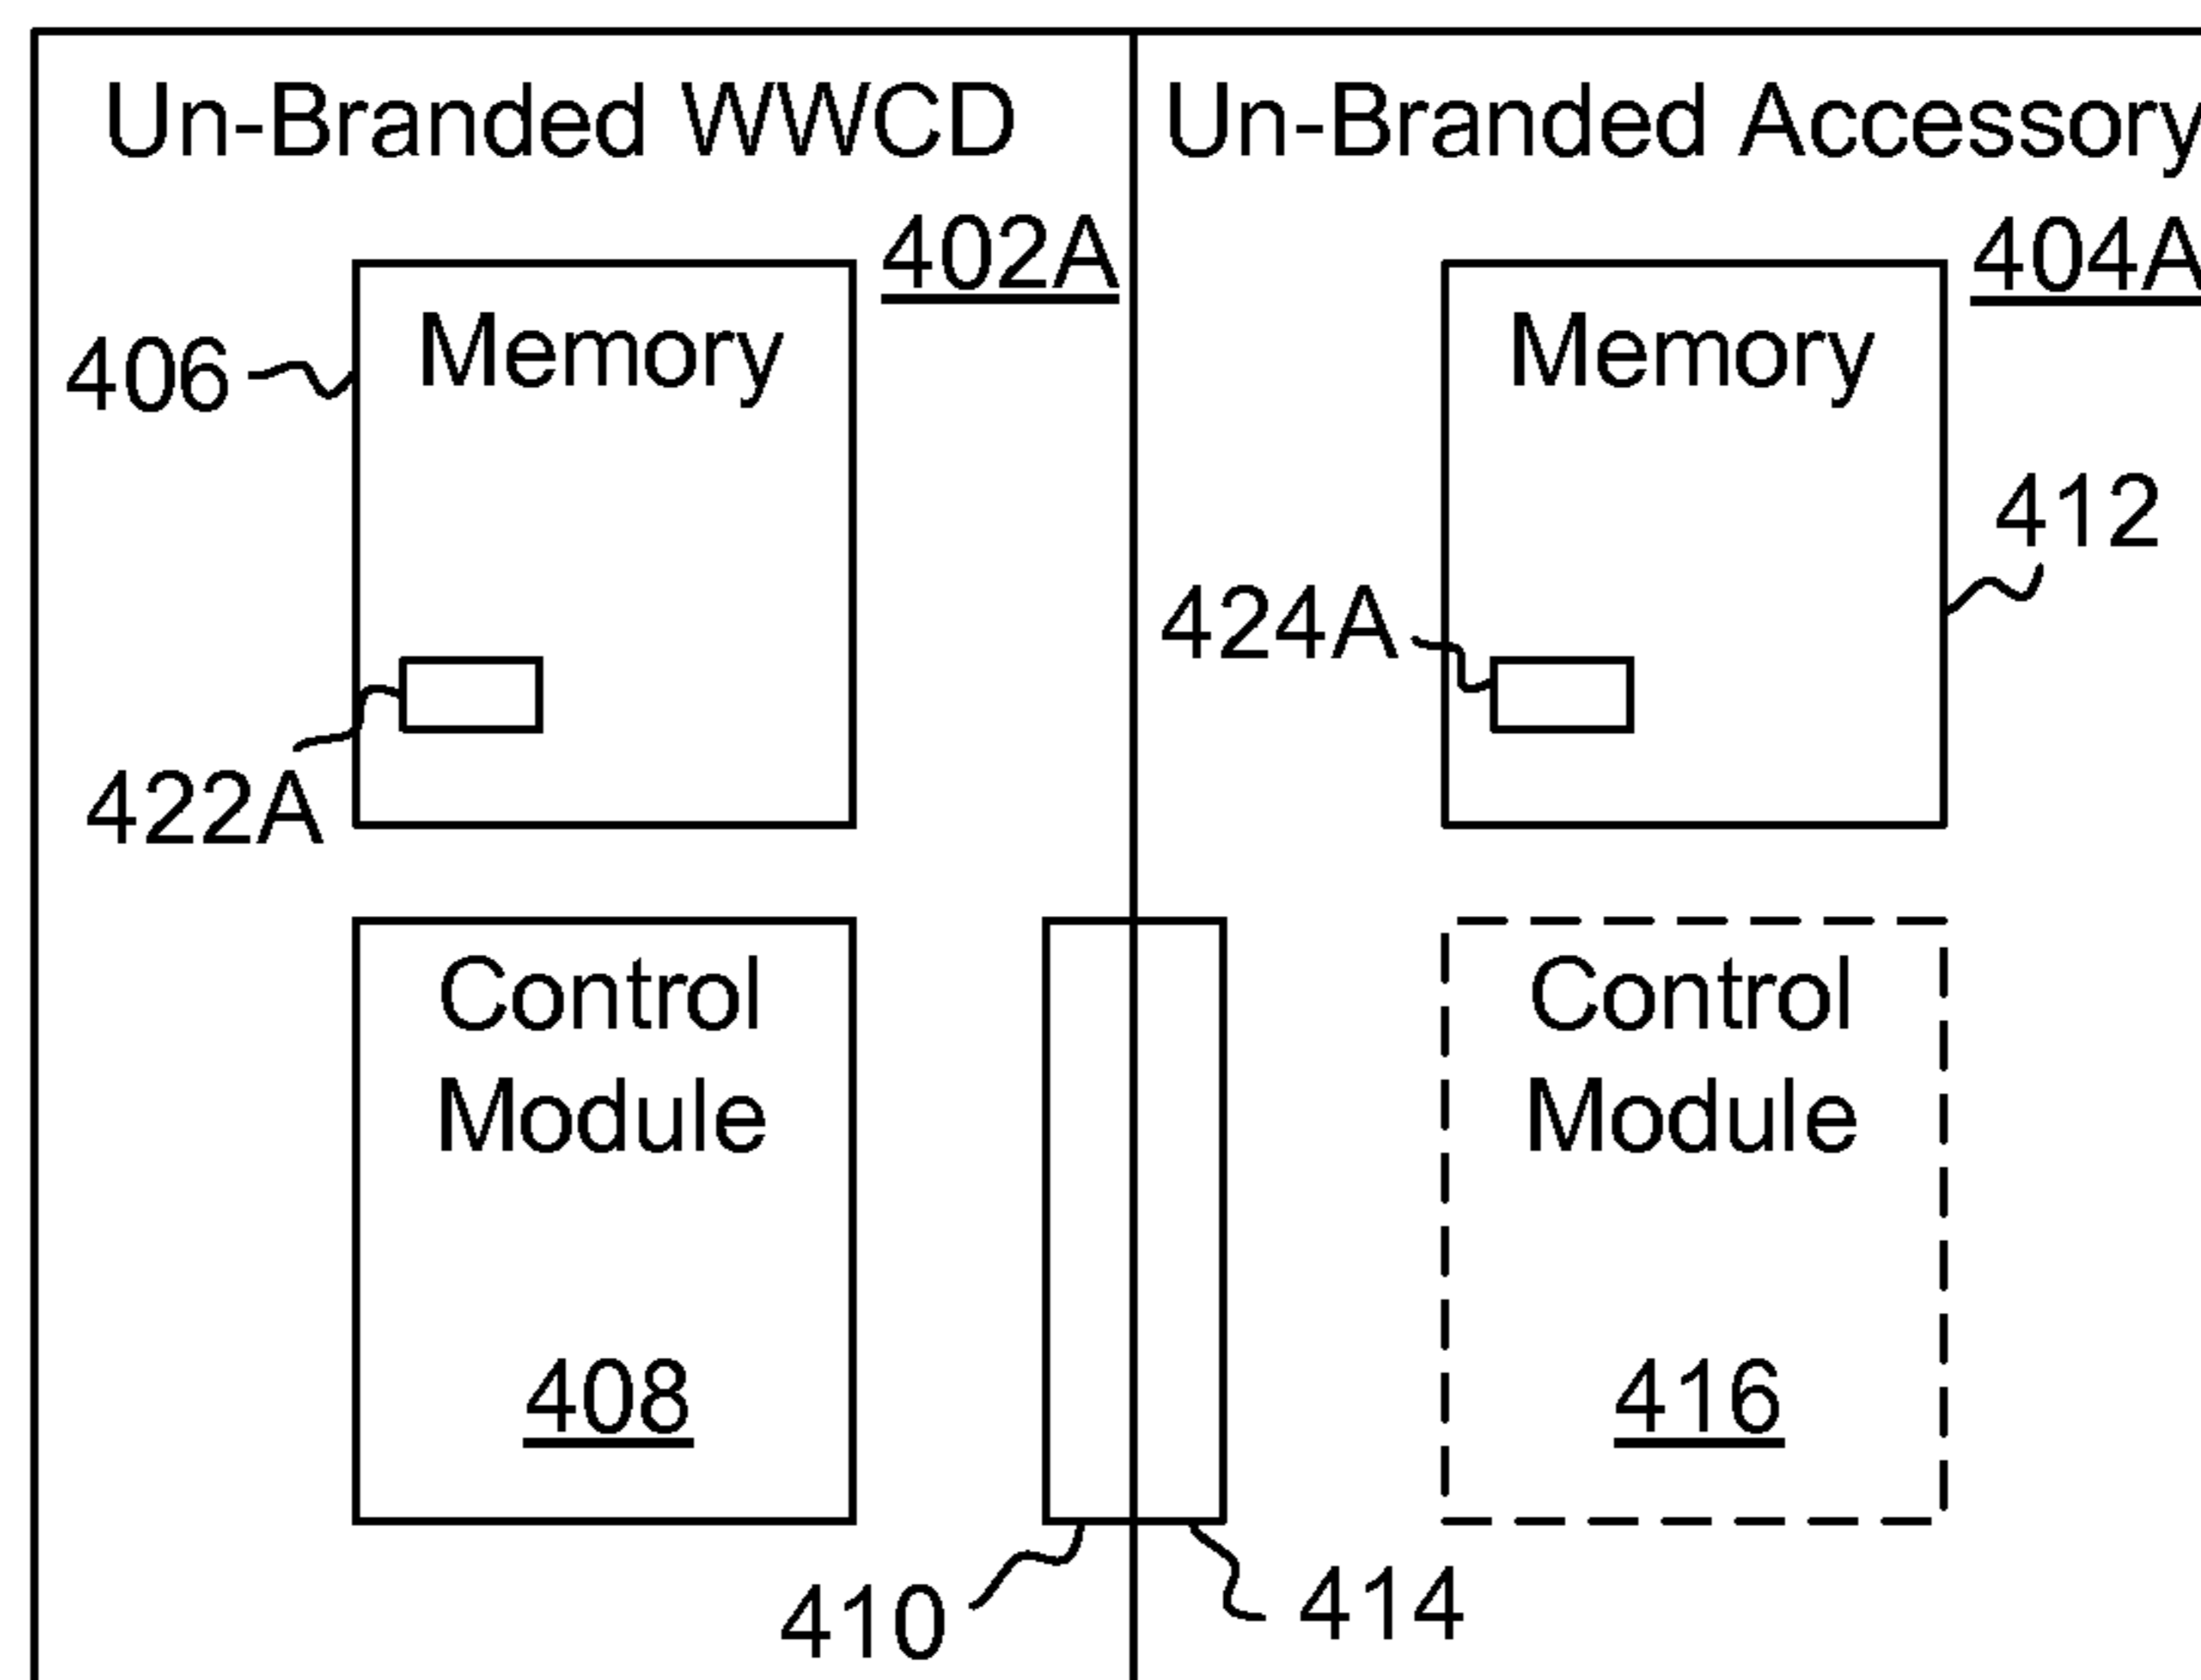 Un-Branded WWCD
402A
406
Memory
422A
Control
Module
408
410
Un-Branded Accessory
404A
Memory
412
424A
Control
Module
416
414